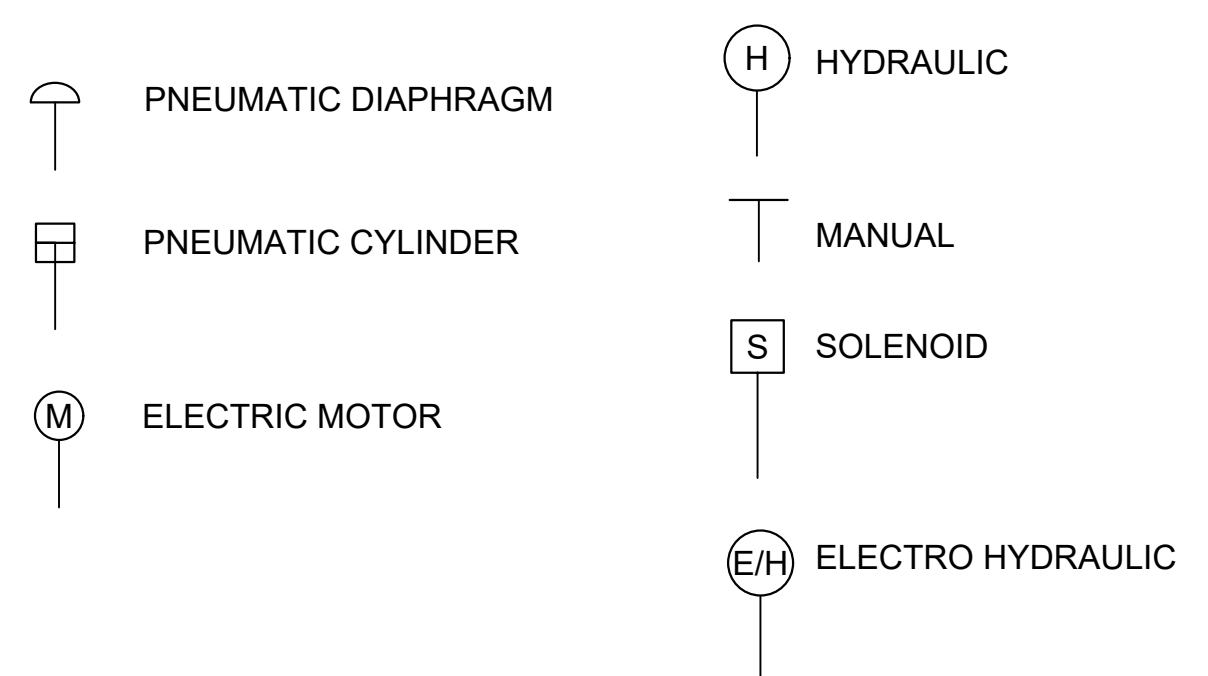 PNEUMATIC DIAPHRAGM
PNEUMATIC CYLINDER
M ELECTRIC MOTOR
H HYDRAULIC
MANUAL
S SOLENOID
E/H ELECTRO HYDRAULIC